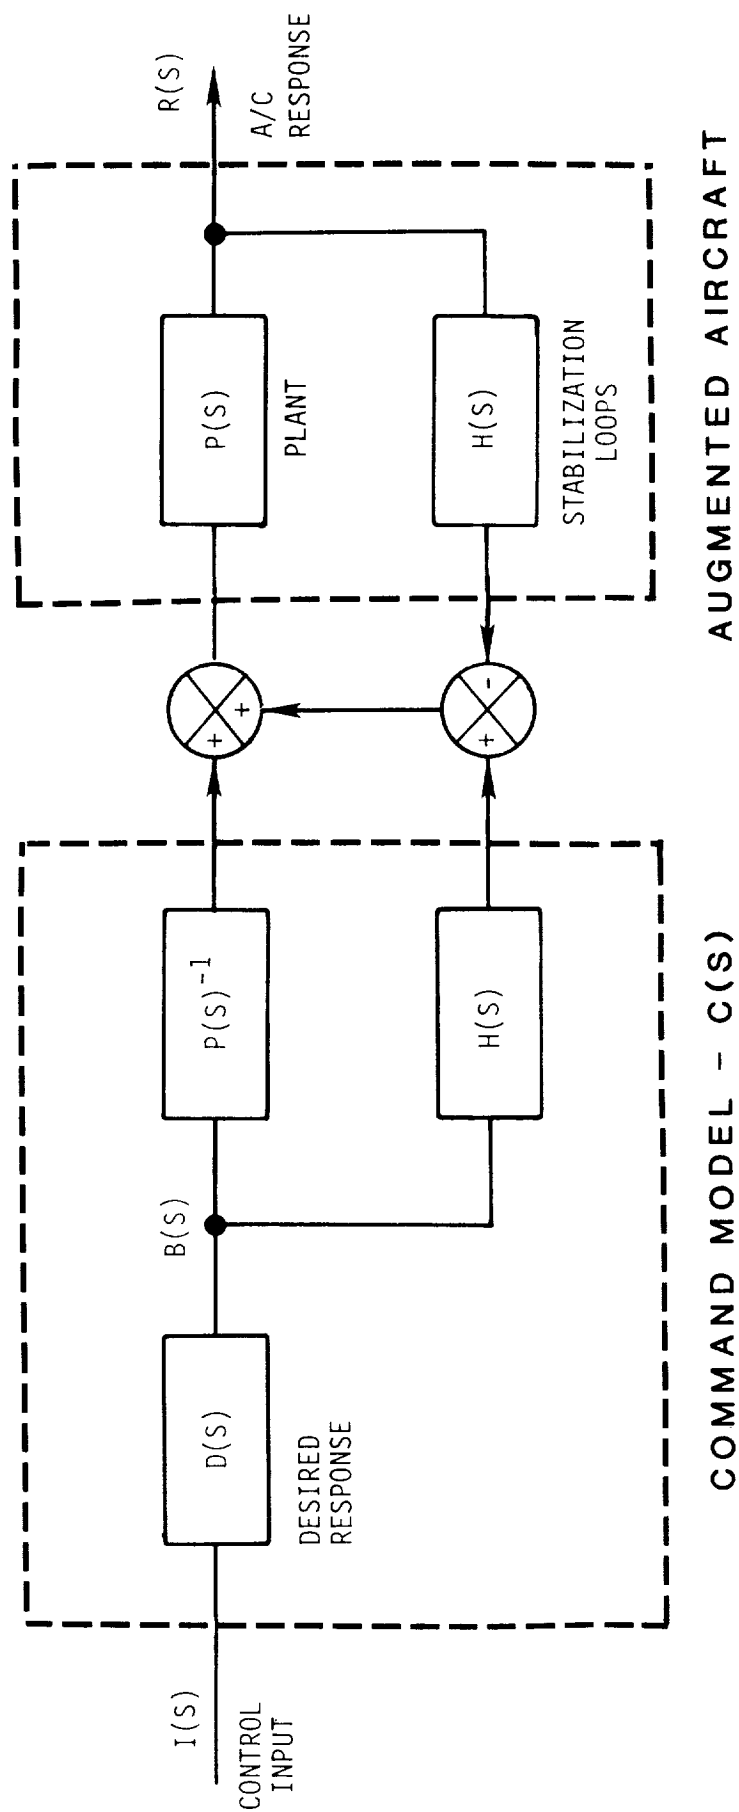 I(S)
CONTROL
INPUT
D(S)
DESIRED
RESPONSE
B(S)
P(S)⁻¹
H(S)
+
+
+
-
P(S)
PLANT
H(S)
STABILIZATION
LOOPS
R(S)
A/C
RESPONSE
COMMAND MODEL - C(S)
AUGMENTED AIRCRAFT